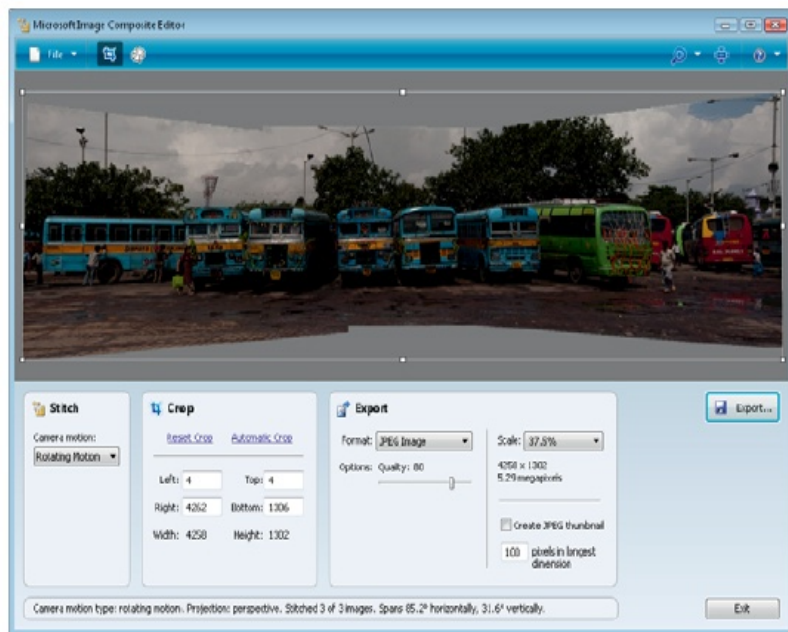 Microsoft Image Composite Editor
File
Stitch
Camera motion:
Rotating Motion
Crop
Reset Crop Automatic Crop
Left: 4 Top: 4
Right: 4262 Bottom: 1306
Width: 4258 Height: 1302
Export
Format: JPEG Image
Options: Quality: 80
Scale: 37.5%
4258 x 1302
5.29 megapixels
Create JPEG thumbnail
100 pixels in longest
dimension
Export...
Camera motion type: rotating motion. Projection: perspective. Stitched 3 of 3 images. Spans 85.2° horizontally, 31.6° vertically.
Exit